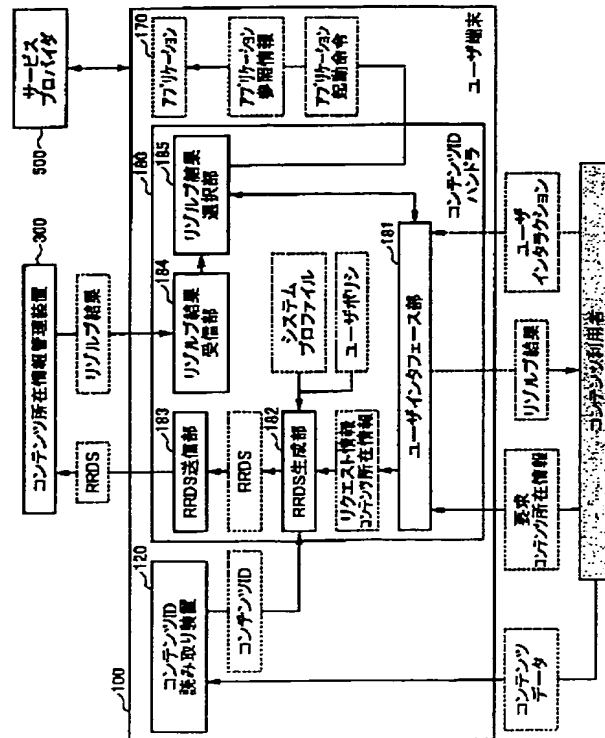 500
サービス
プロバイダ
300
コンテンツ所在情報管理装置
RRDS
リゾルブ結果
100
120
コンテンツID
読み取り装置
コンテンツID
183
RRDS送信部
RRDS
182
RRDS生成部
リクエスト情報
コンテンツ所在情報
システム
プロファイル
ユーザポリシ
184
リゾルブ結果
受信部
185
リゾルブ結果
選択部
180
181
ユーザインタフェース部
コンテンツID
ハンドラ
170
アプリケーション
アプリケーション
参照情報
アプリケーション
起動命令
ユーザ端末
コンテンツ
データ
要求
コンテンツ所在情報
リゾルブ結果
ユーザ
インタラクション
コンテンツ利用者